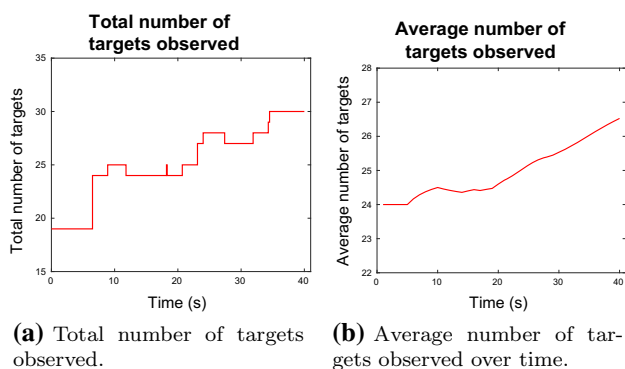 Total number of
targets observed
Total number of targets
35
30
25
20
15
0
10
20
30
40
Time (s)
(a) Total number of targets
observed.
Average number of
targets observed
Average number of targets
28
27
26
25
24
23
22
0
10
20
30
40
Time (s)
(b) Average number of tar-
gets observed over time.